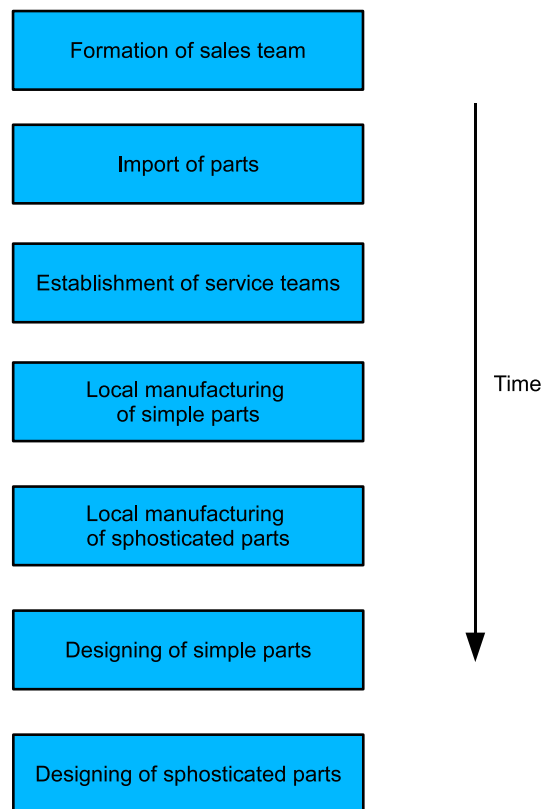 Formation of sales team
Import of parts
Establishment of service teams
Local manufacturing
of simple parts
Time
Local manufacturing
of sphosticated parts
Designing of simple parts
Designing of sphosticated parts